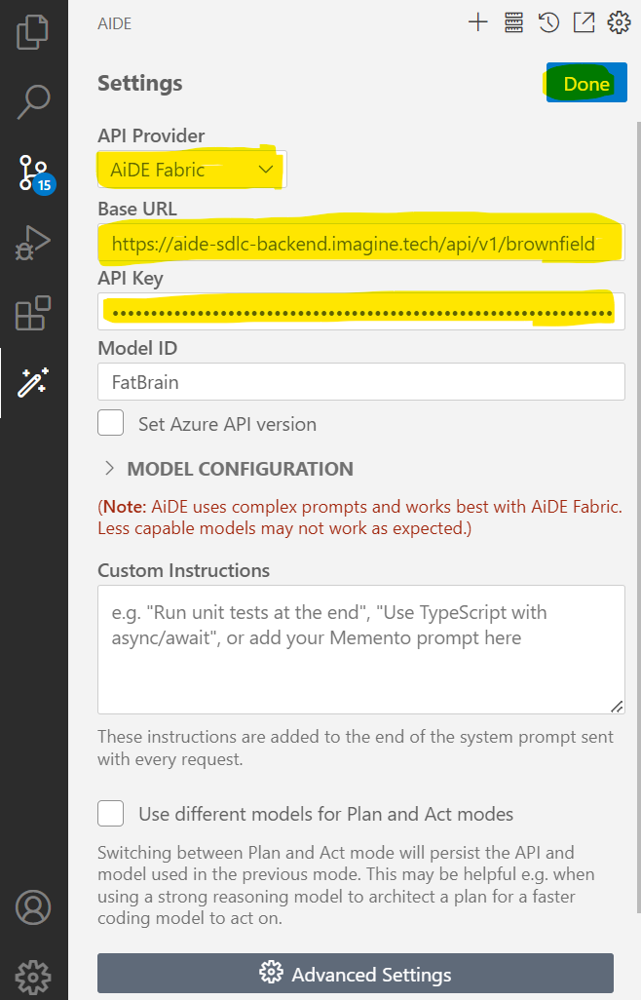 AIDE
Settings
Done
API Provider
AiDE Fabric
Base URL
https://aide-sdlc-backend.imagine.tech/api/v1/brownfield
15
API Key
••••••••••••••••••••••••••••••••••••••••••••••••••••••••••••••••
Model ID
FatBrain
Set Azure API version
MODEL CONFIGURATION
(Note: AiDE uses complex prompts and works best with AiDE Fabric.
Less capable models may not work as expected.)
Custom Instructions
e.g. "Run unit tests at the end", "Use TypeScript with
async/await", or add your Memento prompt here
These instructions are added to the end of the system prompt sent
with every request.
Use different models for Plan and Act modes
Switching between Plan and Act mode will persist the API and
model used in the previous mode. This may be helpful e.g. when
using a strong reasoning model to architect a plan for a faster
coding model to act on.
Advanced Settings